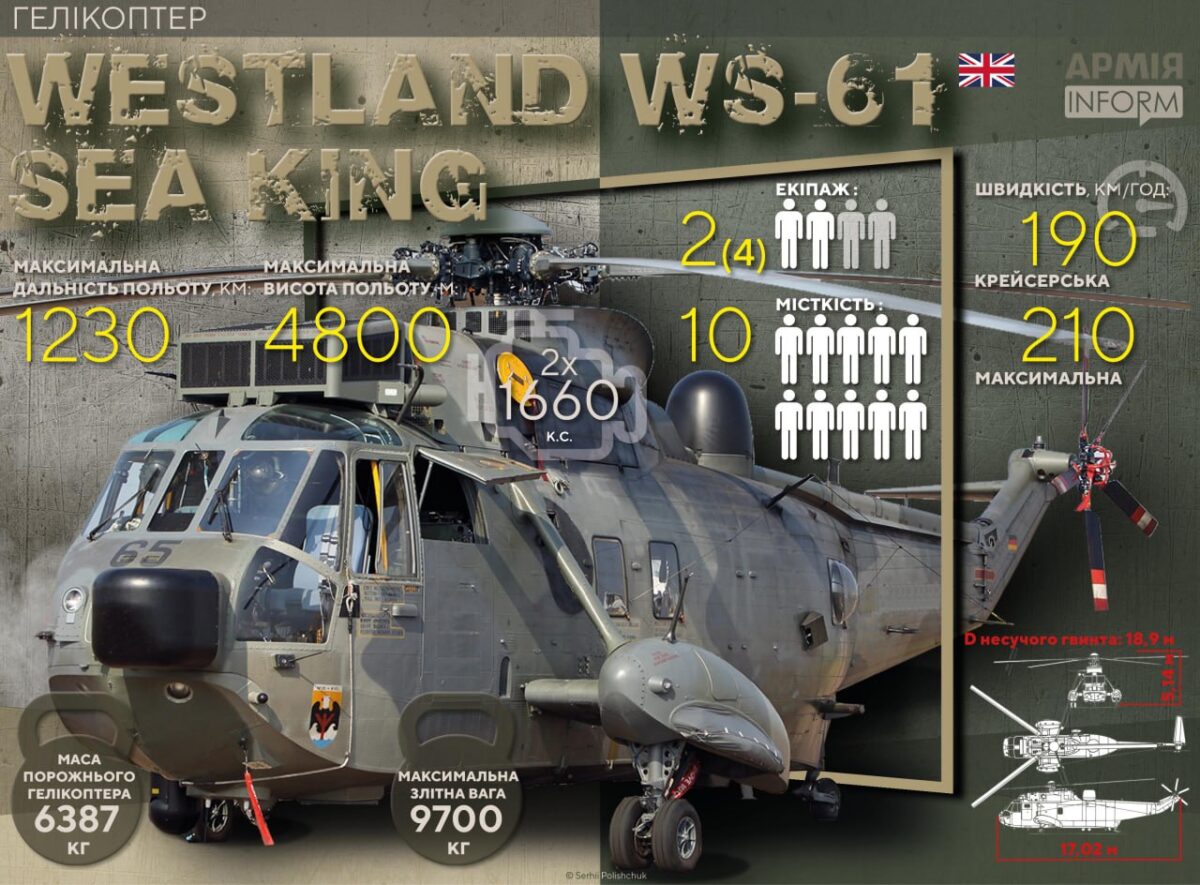 ГЕЛІКОПТЕР
WESTLAND WS-61
SEA KING
АРМІЯ
INFORM
МАКСИМАЛЬНА
ДАЛЬНІСТЬ ПОЛЬОТУ, КМ:
1230
МАКСИМАЛЬНА
ВИСОТА ПОЛЬОТУ, М:
4800
2х
1660
К.С.
ЕКІПАЖ :
2(4)
МІСТКІСТЬ :
10
ШВИДКІСТЬ, КМ/ГОД:
190
КРЕЙСЕРСЬКА
210
МАКСИМАЛЬНА
65
D несучого гвинта: 18,9 м
5,14 м
17,02 м
МАСА
ПОРОЖНЬОГО
ГЕЛІКОПТЕРА
6387
КГ
МАКСИМАЛЬНА
ЗЛІТНА ВАГА
9700
КГ
© Serhii Polishchuk